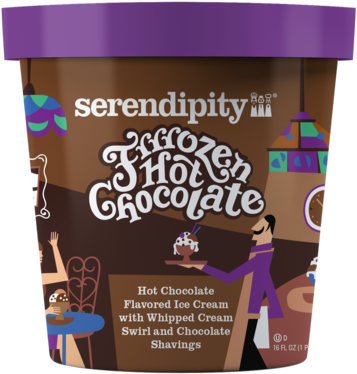 serendipity®
Frrrozen
Hot
Chocolate
Hot Chocolate
Flavored Ice Cream
with Whipped Cream
Swirl and Chocolate
Shavings
Ⓤ D
16 FL OZ (1